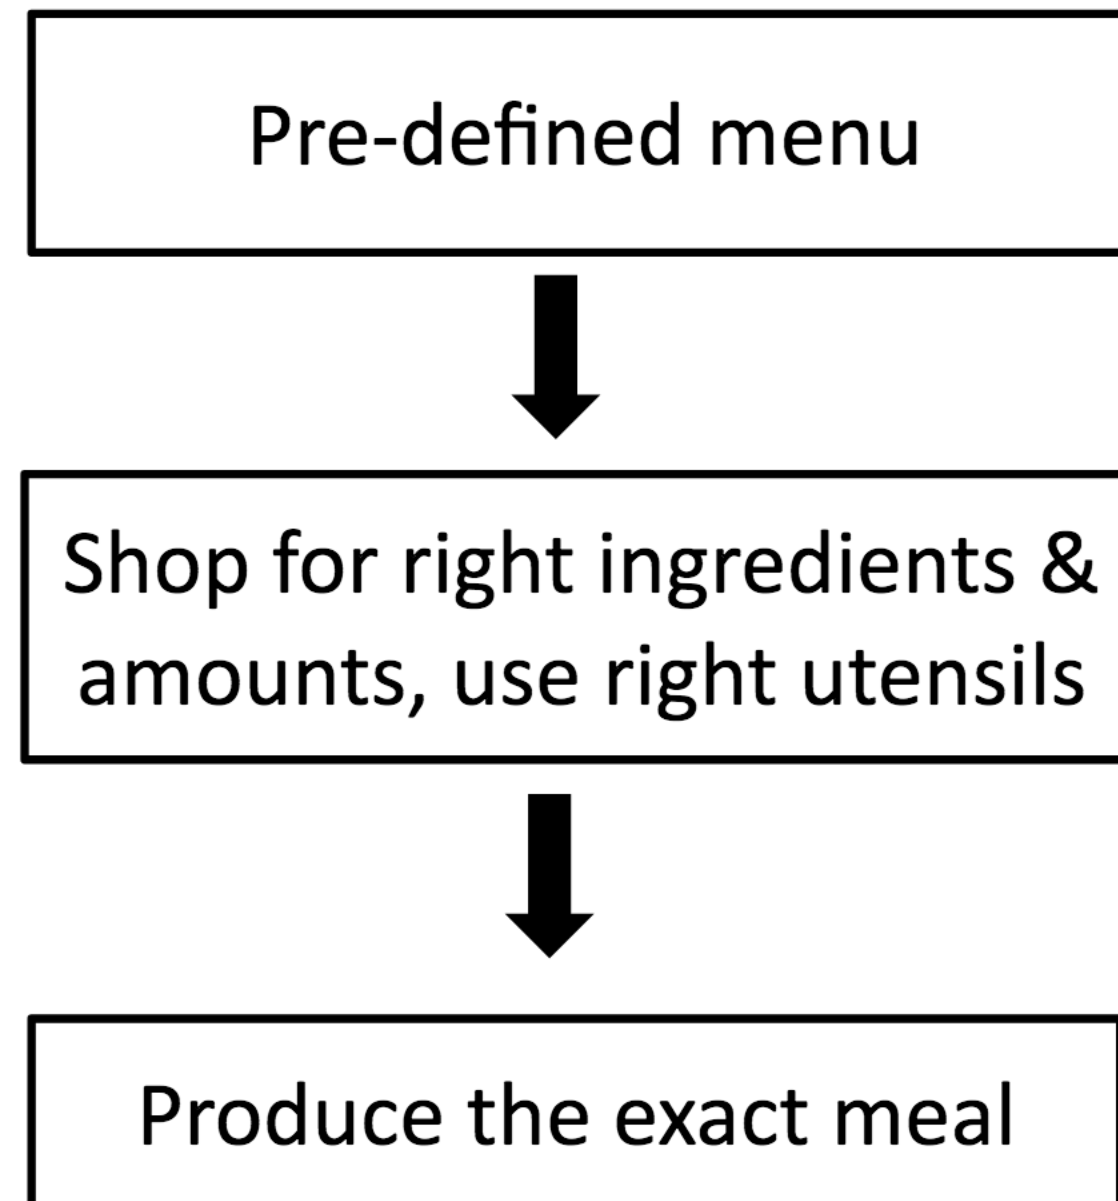 Pre-defined menu
Shop for right ingredients &
amounts, use right utensils
Produce the exact meal